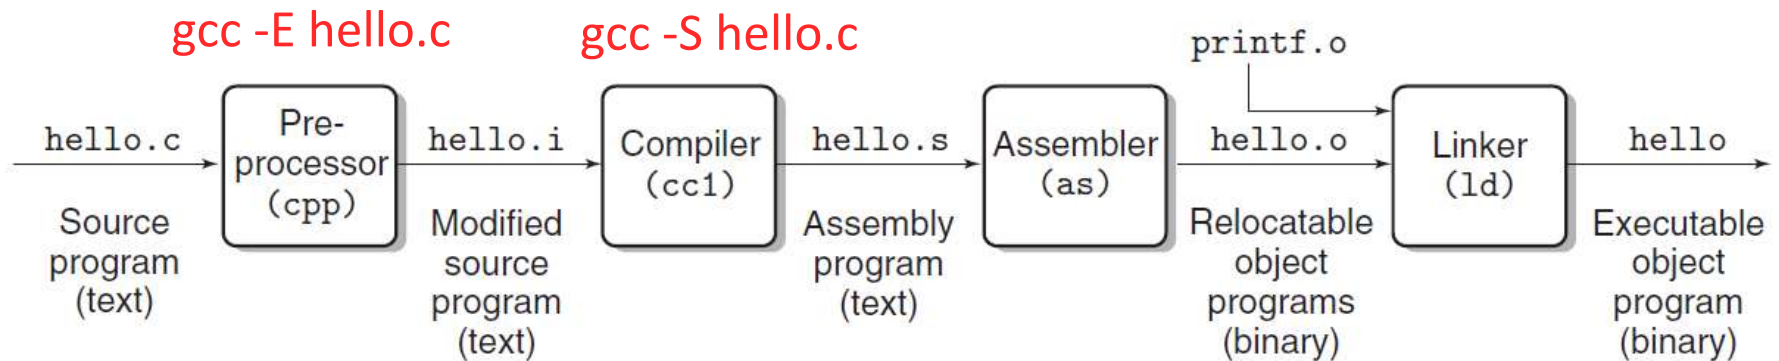 gcc -E hello.c
gcc -S hello.c
printf.o
hello.c
Pre-
processor
(cpp)
hello.i
Compiler
(cc1)
hello.s
Assembler
(as)
hello.o
Linker
(ld)
hello
Source
program
(text)
Modified
source
program
(text)
Assembly
program
(text)
Relocatable
object
programs
(binary)
Executable
object
program
(binary)